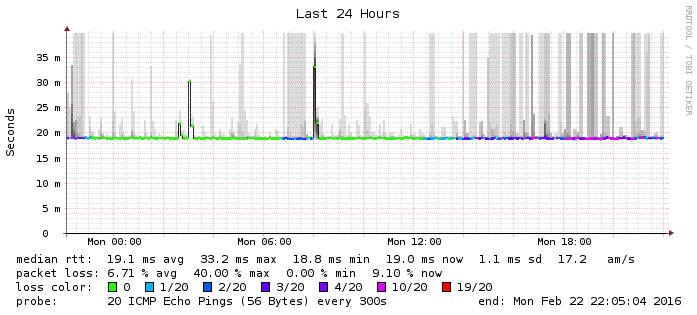 Last 24 Hours
RRDTOOL / TOBI OETIKER
Seconds
35 m
30 m
25 m
20 m
15 m
10 m
5 m
0
Mon 00:00 Mon 06:00 Mon 12:00 Mon 18:00
median rtt: 19.1 ms avg 33.2 ms max 18.8 ms min 19.0 ms now 1.1 ms sd 17.2 am/s
packet loss: 6.71 % avg 40.00 % max 0.00 % min 9.10 % now
loss color: 0 1/20 2/20 3/20 4/20 10/20 19/20
probe: 20 ICMP Echo Pings (56 Bytes) every 300s end: Mon Feb 22 22:05:04 2016